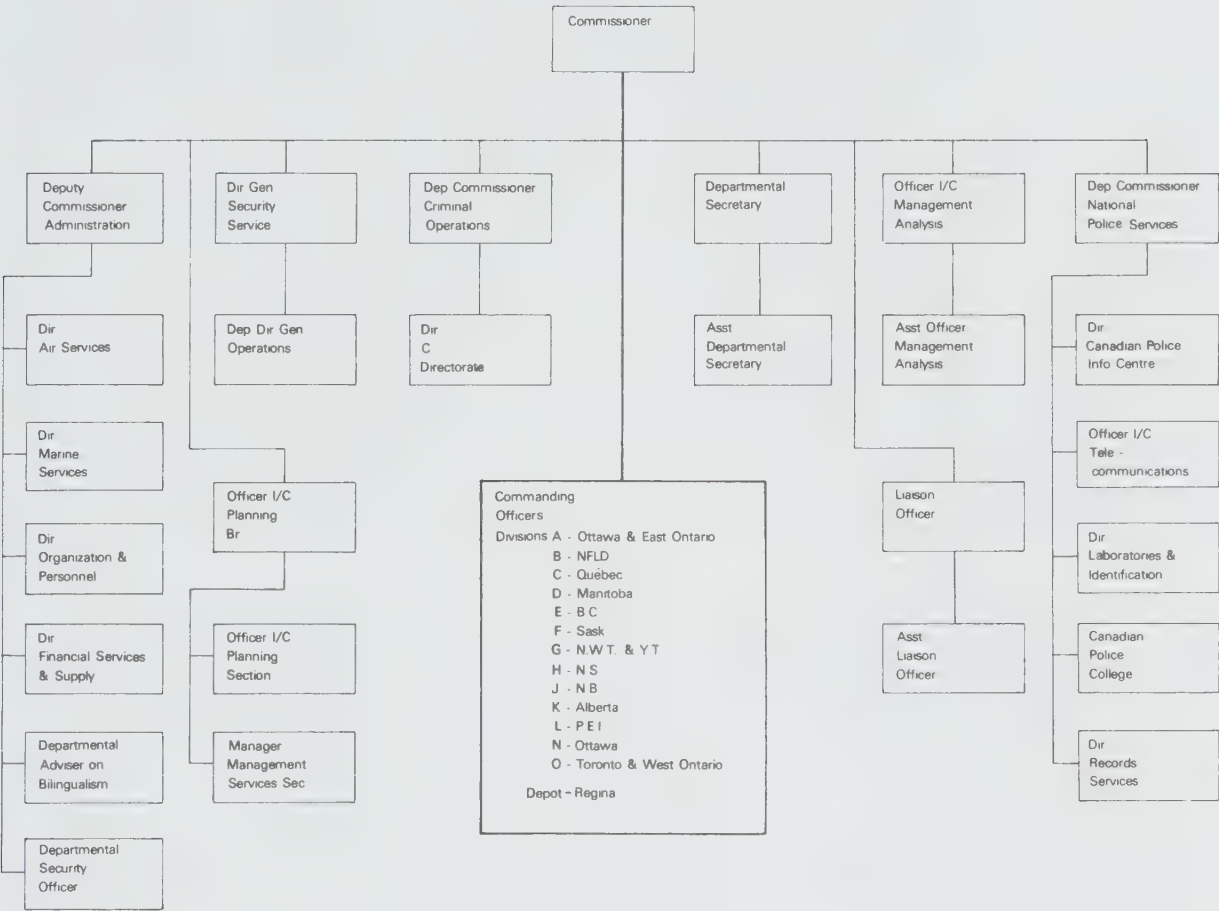 Commissioner
Deputy
Commissioner
Administration
Dir Gen
Security
Service
Dep Commissioner
Criminal
Operations
Departmental
Secretary
Officer I/C
Management
Analysis
Dep Commissioner
National
Police Services
Dir
Air Services
Dep Dir Gen
Operations
Dir
C
Directorate
Asst
Departmental
Secretary
Asst Officer
Management
Analysis
Dir
Canadian Police
Info Centre
Dir
Marine
Services
Officer I/C
Tele -
communications
Officer I/C
Planning
Br
Commanding
Officers
Divisions A - Ottawa & East Ontario
B - NFLD
C - Québec
D - Manitoba
E - B C
F - Sask
G - N.W T. & Y T
H - N S
J - N B
K - Alberta
L - P E I
N - Ottawa
O - Toronto & West Ontario
Depot - Regina
Liaison
Officer
Dir
Organization &
Personnel
Dir
Laboratories &
Identification
Dir
Financial Services
& Supply
Officer I/C
Planning
Section
Asst
Liaison
Officer
Canadian
Police
College
Departmental
Adviser on
Bilingualism
Manager
Management
Services Sec
Dir
Records
Services
Departmental
Security
Officer